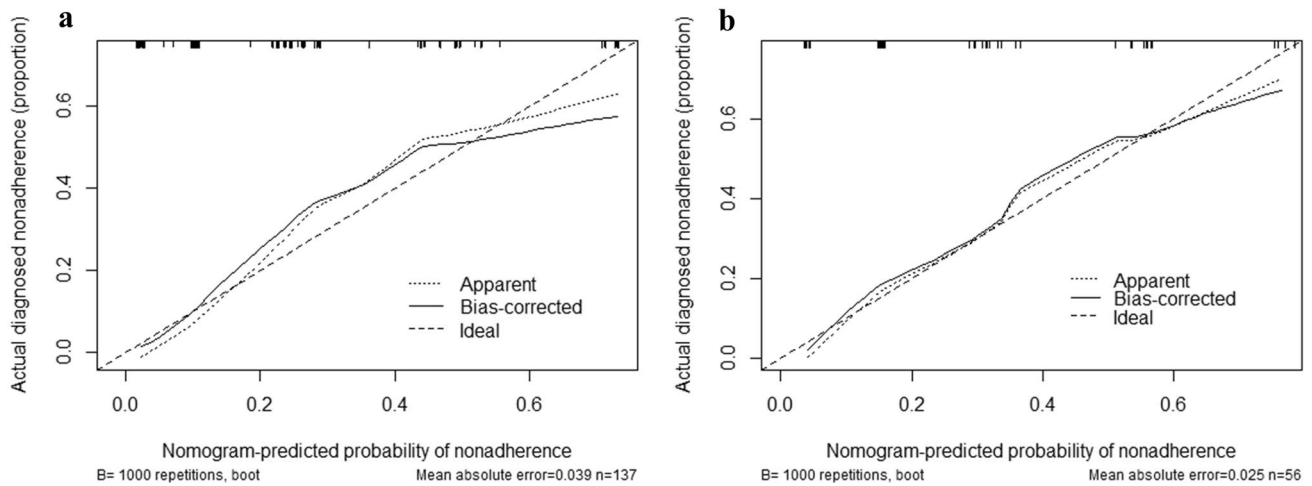 a
Actual diagnosed nonadherence (proportion)
0.0 0.2 0.4 0.6
Apparent
Bias-corrected
Ideal
0.0 0.2 0.4 0.6
Nomogram-predicted probability of nonadherence
B= 1000 repetitions, boot Mean absolute error=0.039 n=137
b
Actual diagnosed nonadherence (proportion)
0.0 0.2 0.4 0.6
Apparent
Bias-corrected
Ideal
0.0 0.2 0.4 0.6
Nomogram-predicted probability of nonadherence
B= 1000 repetitions, boot Mean absolute error=0.025 n=56